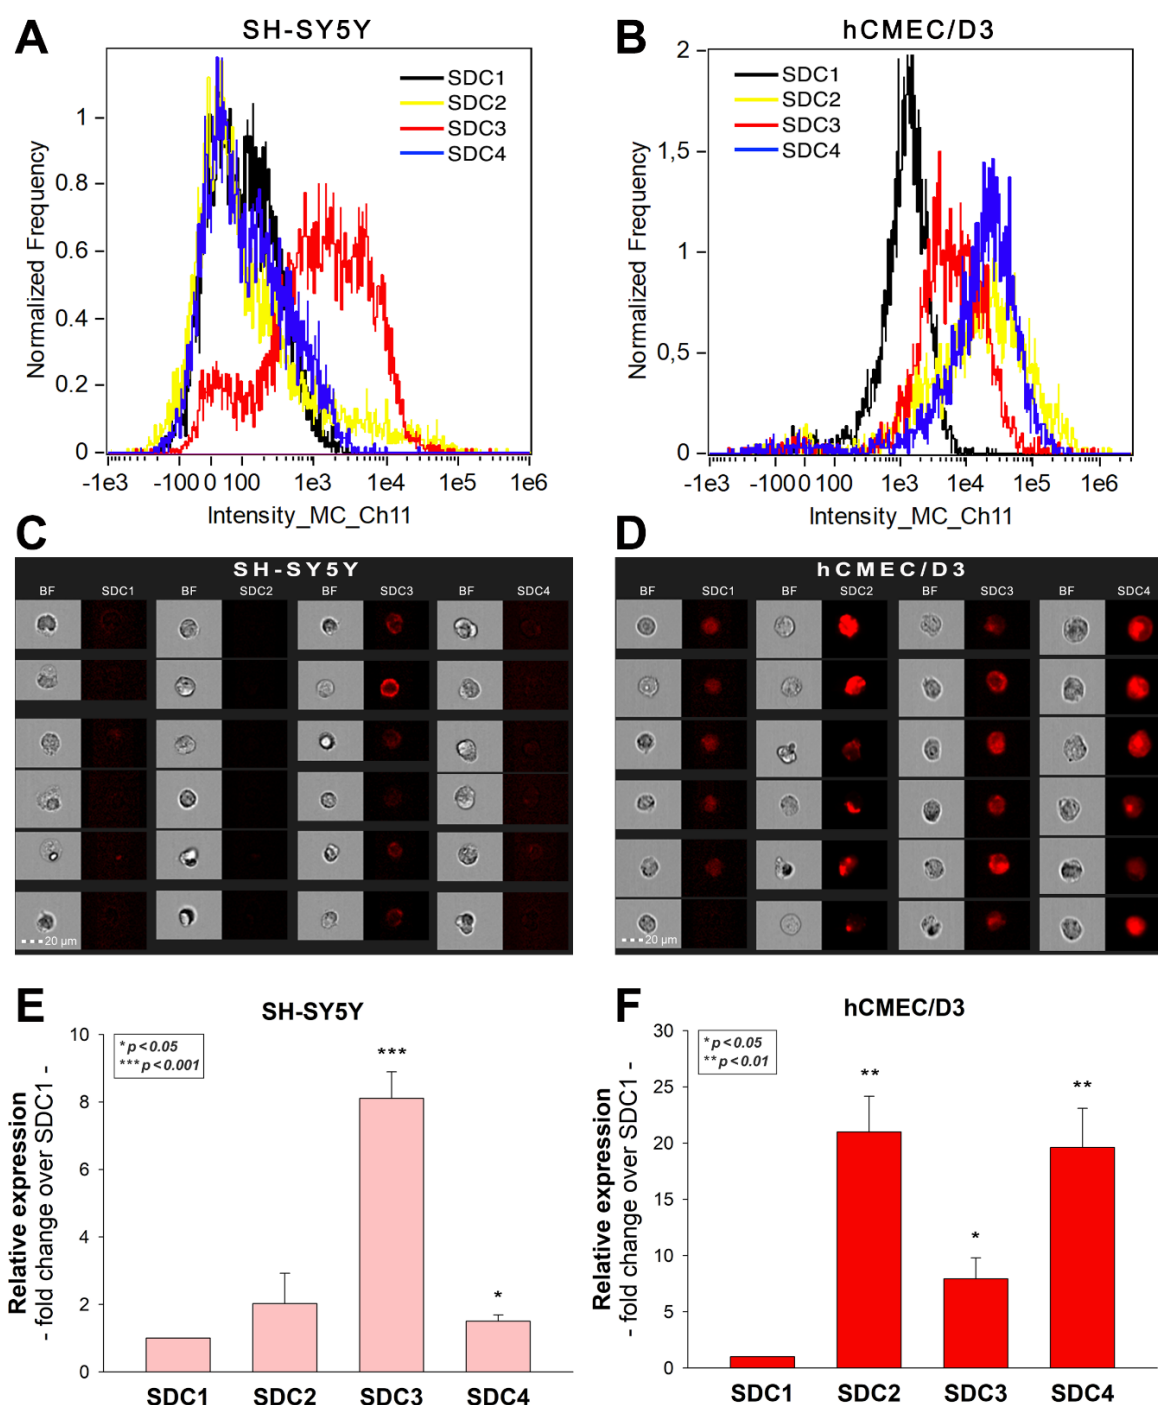 A
SH-SY5Y
SDC1
SDC2
SDC3
SDC4
Normalized Frequency
1
0.8
0.6
0.4
0.2
0
-1e3 -100 0 100 1e3 1e4 1e5 1e6
Intensity_MC_Ch11
B
hCMEC/D3
SDC1
SDC2
SDC3
SDC4
Normalized Frequency
2
1,5
1
0,5
0
-1e3 -100 0 100 1e3 1e4 1e5 1e6
Intensity_MC_Ch11
C
SH-SY5Y
BF SDC1 BF SDC2 BF SDC3 BF SDC4
20 µm
D
hCMEC/D3
BF SDC1 BF SDC2 BF SDC3 BF SDC4
20 µm
E
SH-SY5Y
* p<0.05
*** p<0.001
Relative expression
- fold change over SDC1 -
10
8
6
4
2
0
***
*
SDC1 SDC2 SDC3 SDC4
F
hCMEC/D3
* p<0.05
** p<0.01
Relative expression
- fold change over SDC1 -
30
25
20
15
10
5
0
**
*
**
SDC1 SDC2 SDC3 SDC4